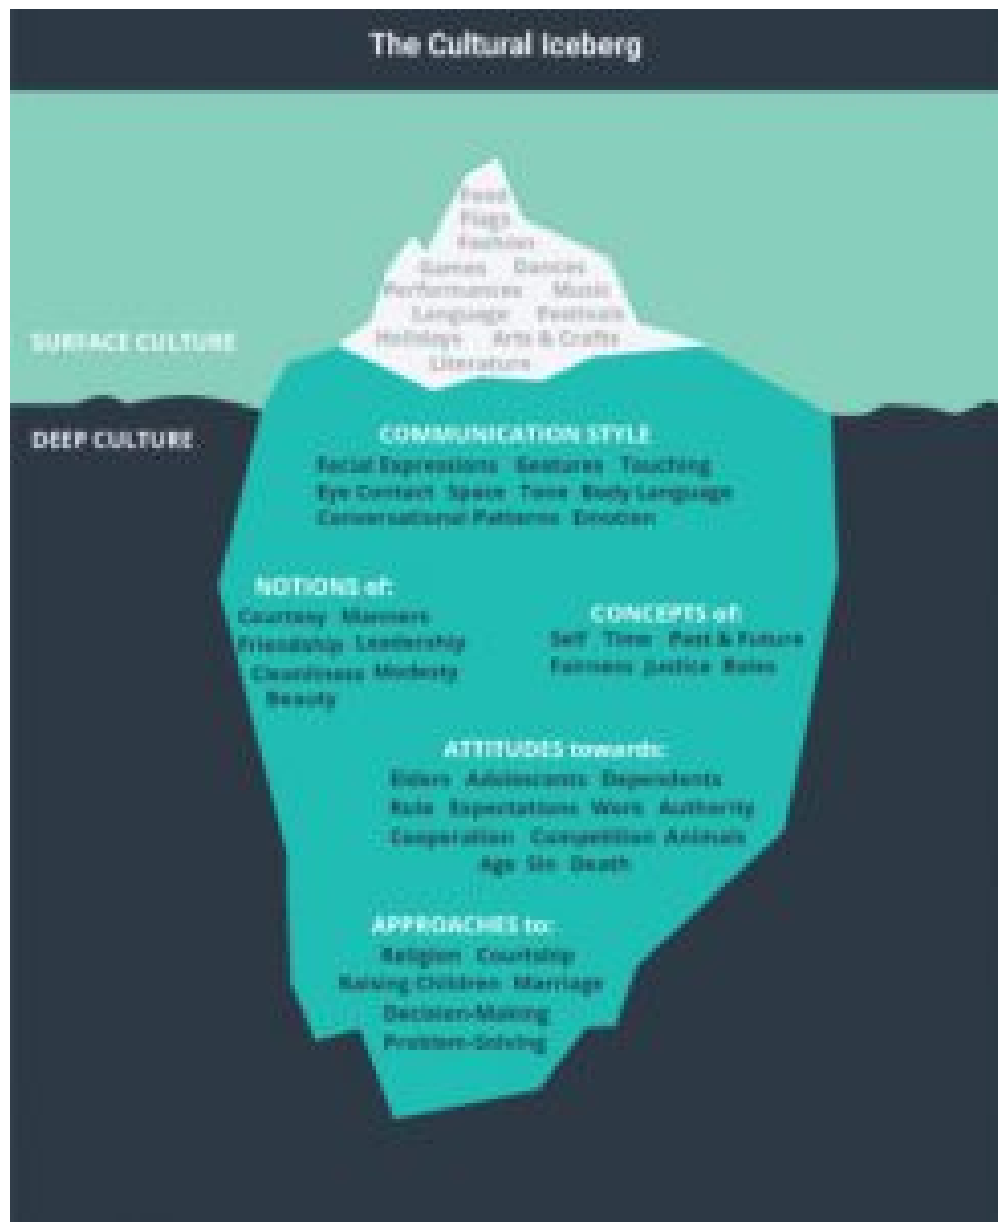 The Cultural Iceberg
Food
Flags
Fashion
Games Dances
Performances Music
Language Festivals
Holidays Arts & Crafts
Literature
SURFACE CULTURE
DEEP CULTURE
COMMUNICATION STYLE
Facial Expressions Gestures Touching
Eye Contact Space Tone Body Language
Conversational Patterns Emotion
NOTIONS of:
Courtesy Manners
Friendship Leadership
Cleanliness Modesty
Beauty
CONCEPTS of:
Self Time Past & Future
Fairness Justice Roles
ATTITUDES towards:
Elders Adolescents Dependents
Rule Expectations Work Authority
Cooperation Competition Animals
Age Sin Death
APPROACHES to:
Religion Courtship
Raising Children Marriage
Decision-Making
Problem-Solving